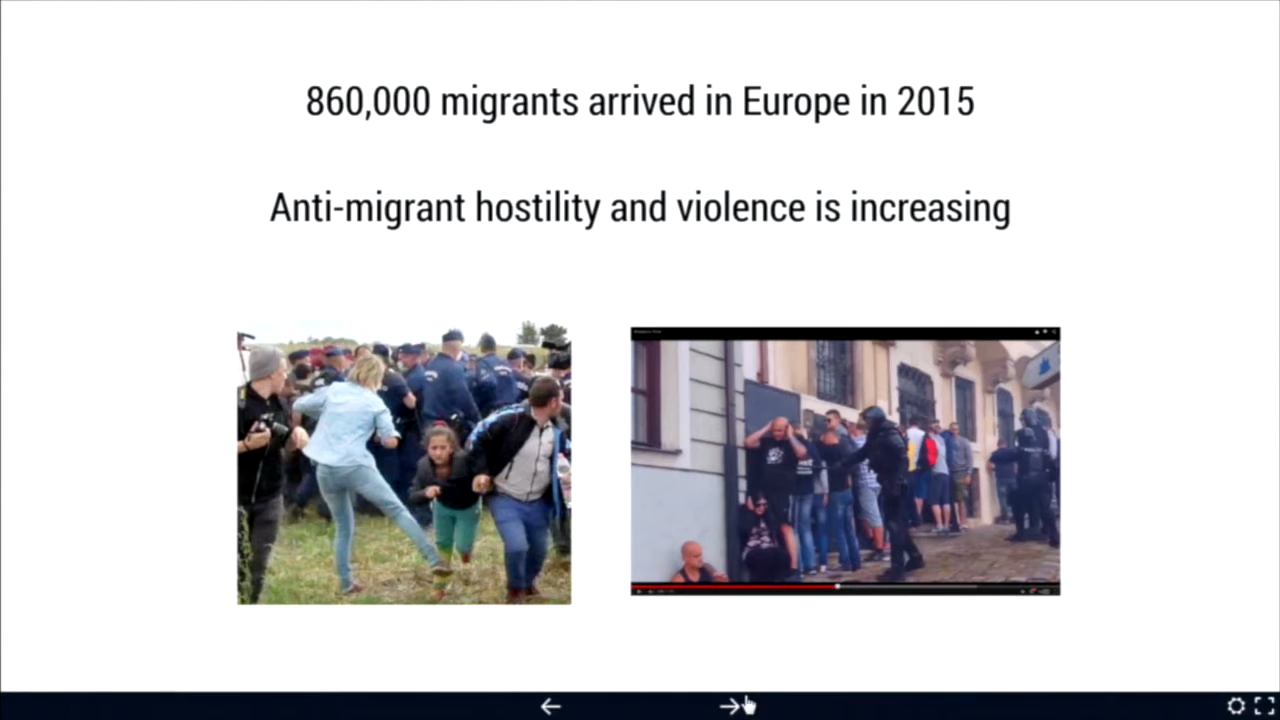 860,000 migrants arrived in Europe in 2015
Anti-migrant hostility and violence is increasing